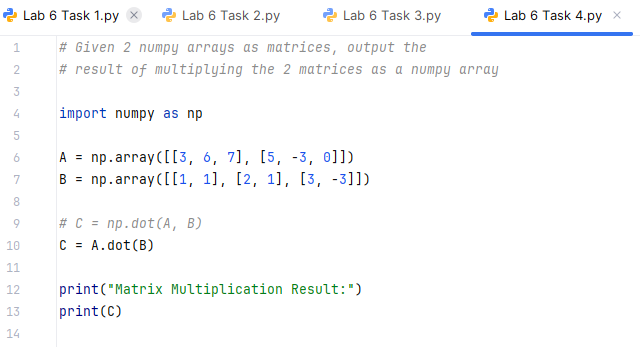 Lab 6 Task 1.py × Lab 6 Task 2.py Lab 6 Task 3.py Lab 6 Task 4.py ×
1 # Given 2 numpy arrays as matrices, output the
2 # result of multiplying the 2 matrices as a numpy array
3
4 import numpy as np
5
6 A = np.array([[3, 6, 7], [5, -3, 0]])
7 B = np.array([[1, 1], [2, 1], [3, -3]])
8
9 # C = np.dot(A, B)
10 C = A.dot(B)
11
12 print("Matrix Multiplication Result:")
13 print(C)
14